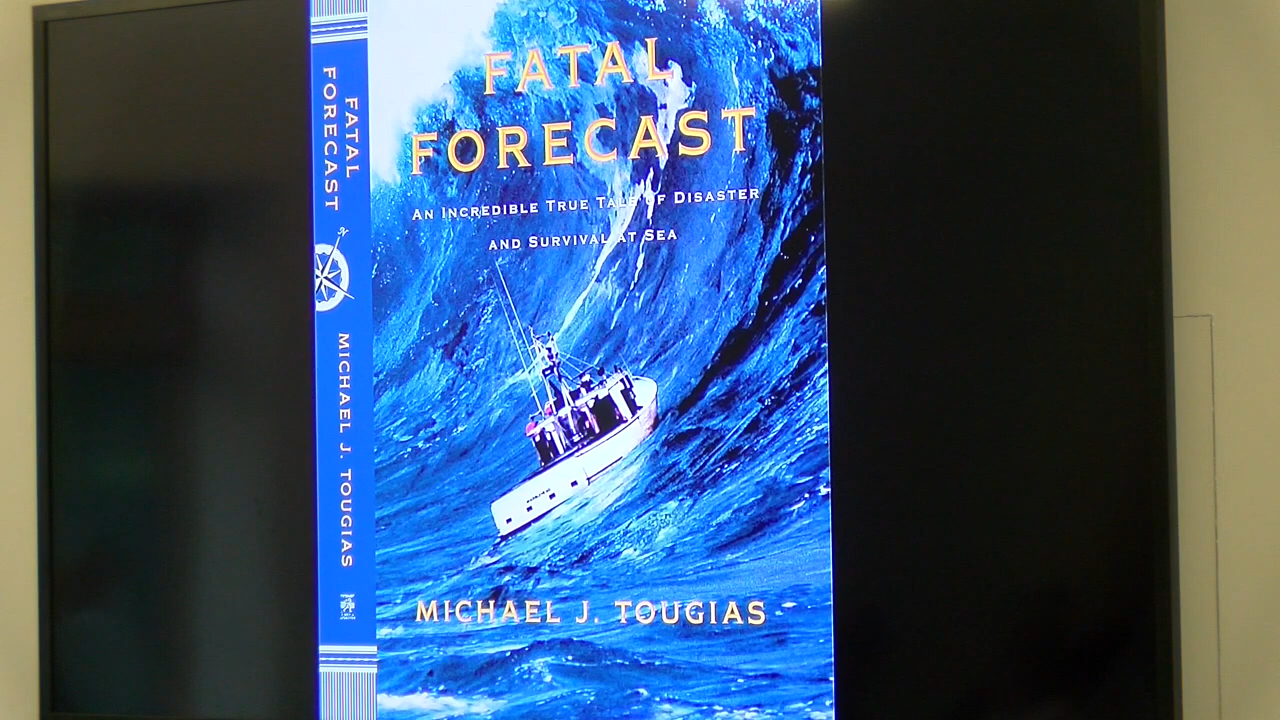 FATAL
FORECAST
MICHAEL J. TOUGIAS
FATAL
FORECAST
AN INCREDIBLE TRUE TALE OF DISASTER
AND SURVIVAL AT SEA
MICHAEL J. TOUGIAS